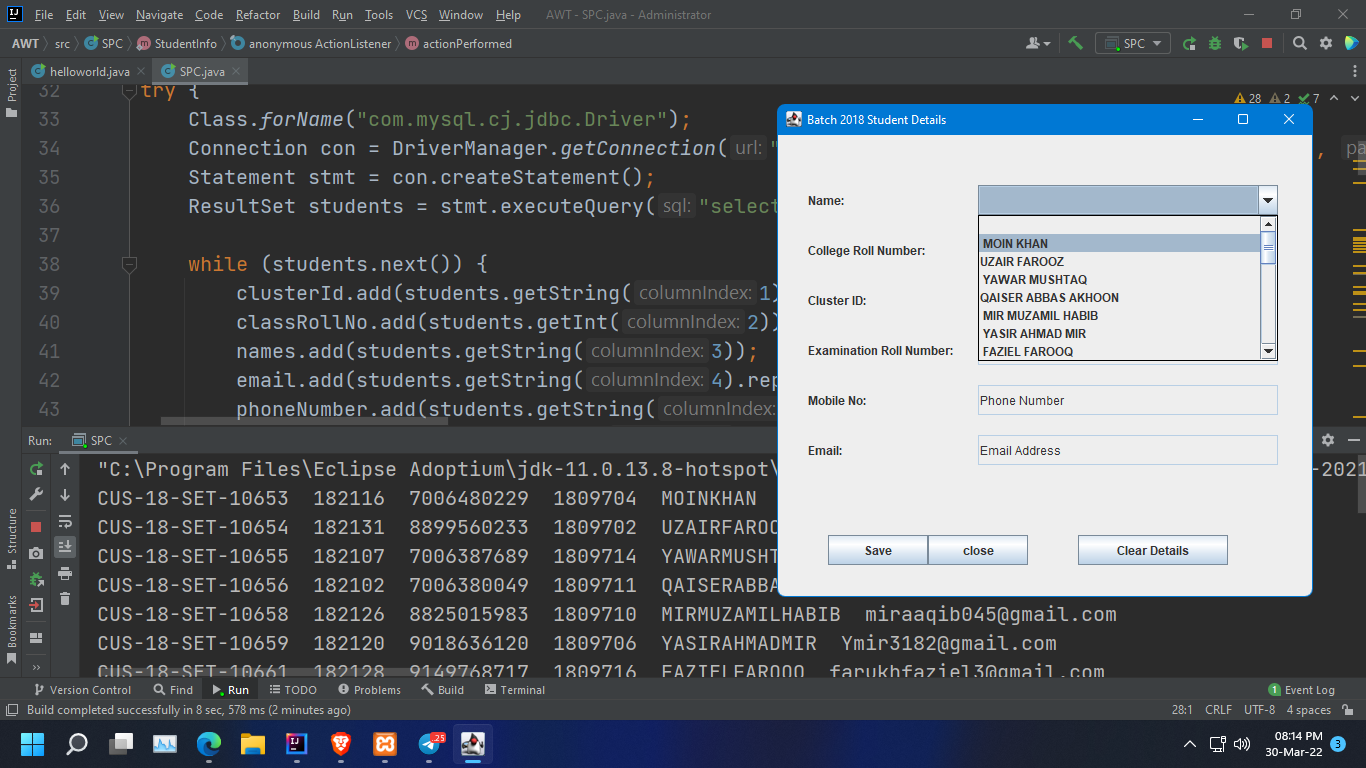 File Edit View Navigate Code Refactor Build Run Tools VCS Window Help AWT - SPC.java - Administrator
AWT src SPC StudentInfo anonymous ActionListener actionPerformed SPC
helloworld.java SPC.java
Project
32 try {
28 2 7
33 Class.forName("com.mysql.cj.jdbc.Driver");
34 Connection con = DriverManager.getConnection( url: " , pa
35 Statement stmt = con.createStatement();
36 ResultSet students = stmt.executeQuery( sql: "select
37
38 while (students.next()) {
39 clusterId.add(students.getString( columnIndex: 1)
40 classRollNo.add(students.getInt( columnIndex: 2))
41 names.add(students.getString( columnIndex: 3));
42 email.add(students.getString( columnIndex: 4).rep
43 phoneNumber.add(students.getString( columnIndex:
Batch 2018 Student Details
Name:
MOIN KHAN
UZAIR FAROOZ
YAWAR MUSHTAQ
QAISER ABBAS AKHOON
MIR MUZAMIL HABIB
YASIR AHMAD MIR
FAZIEL FAROOQ
College Roll Number:
Cluster ID:
Examination Roll Number:
Mobile No: Phone Number
Email: Email Address
Save close Clear Details
Run: SPC
"C:\Program Files\Eclipse Adoptium\jdk-11.0.13.8-hotspot\ -2021
CUS-18-SET-10653 182116 7006480229 1809704 MOINKHAN
CUS-18-SET-10654 182131 8899560233 1809702 UZAIRFAROO
CUS-18-SET-10655 182107 7006387689 1809714 YAWARMUSHT
CUS-18-SET-10656 182102 7006380049 1809711 QAISERABBA
CUS-18-SET-10658 182126 8825015983 1809710 MIRMUZAMILHABIB miraaqib045@gmail.com
CUS-18-SET-10659 182120 9018636120 1809706 YASIRAHMADMIR Ymir3182@gmail.com
CUS-18-SET-10661 182128 9149768717 1809716 FAZIELFAROOQ farukhfaziel3@gmail.com
Structure
Bookmarks
Version Control Find Run TODO Problems Build Terminal 1 Event Log
Build completed successfully in 8 sec, 578 ms (2 minutes ago) 28:1 CRLF UTF-8 4 spaces
.25
08:14 PM
30-Mar-22
3